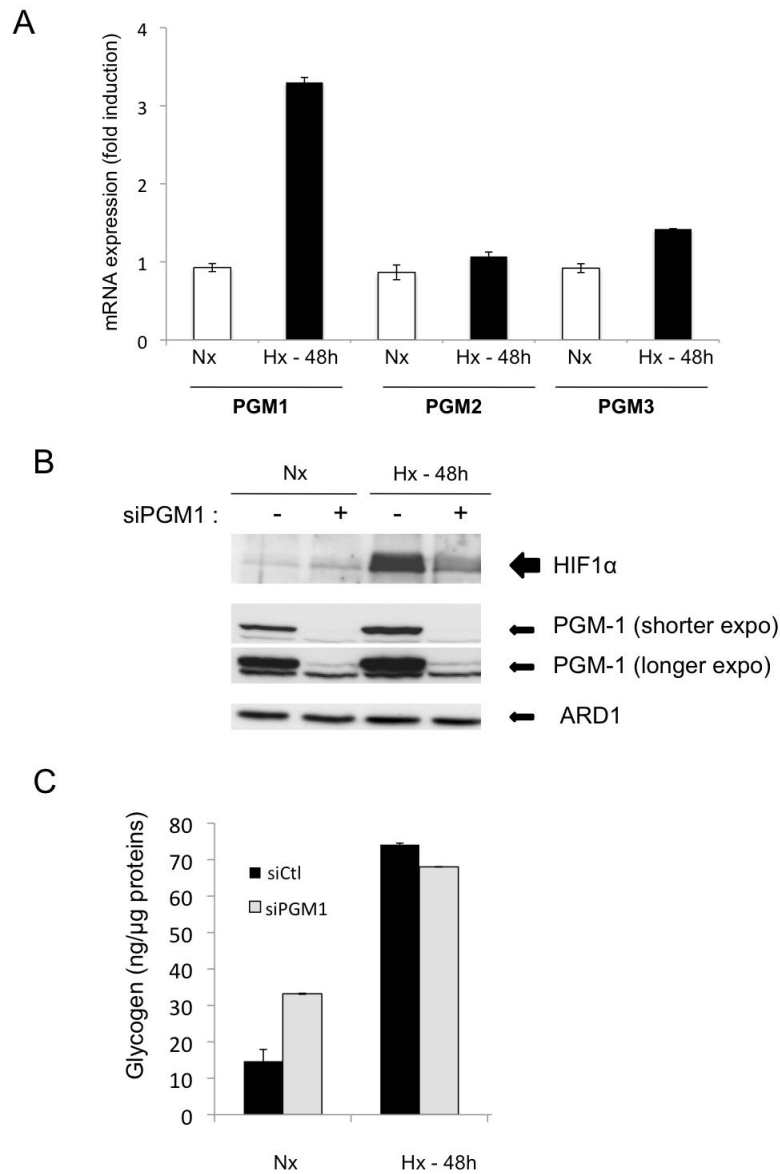 A
mRNA expression (fold induction)
4
3
2
1
0
Nx Hx - 48h Nx Hx - 48h Nx Hx - 48h
PGM1 PGM2 PGM3
B
Nx Hx - 48h
siPGM1 : - + - +
HIF1α
PGM-1 (shorter expo)
PGM-1 (longer expo)
ARD1
C
Glycogen (ng/µg proteins)
80
70
60
50
40
30
20
10
0
siCtl
siPGM1
Nx Hx - 48h